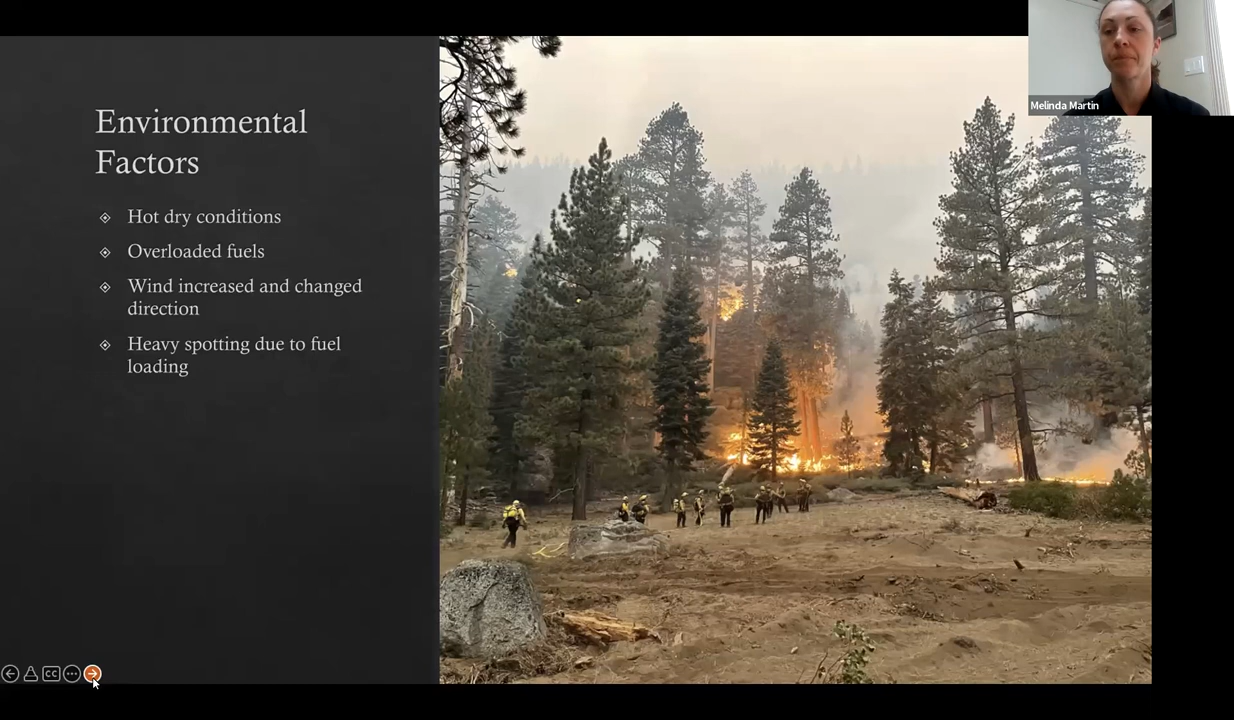 Environmental
Factors
Hot dry conditions
Overloaded fuels
Wind increased and changed
direction
Heavy spotting due to fuel
loading
Melinda Martin
CC